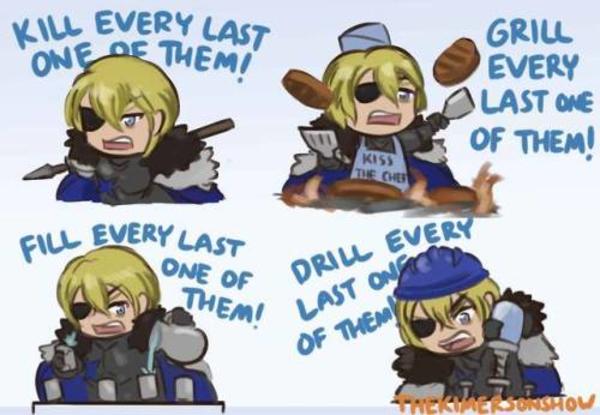 KILL EVERY LAST
ONE OF THEM!
GRILL
EVERY
LAST ONE
OF THEM!
KISS
THE CHEF
FILL EVERY LAST
ONE OF
THEM!
DRILL EVERY
LAST ONE
OF THEM!
THEKIMERSONSHOW